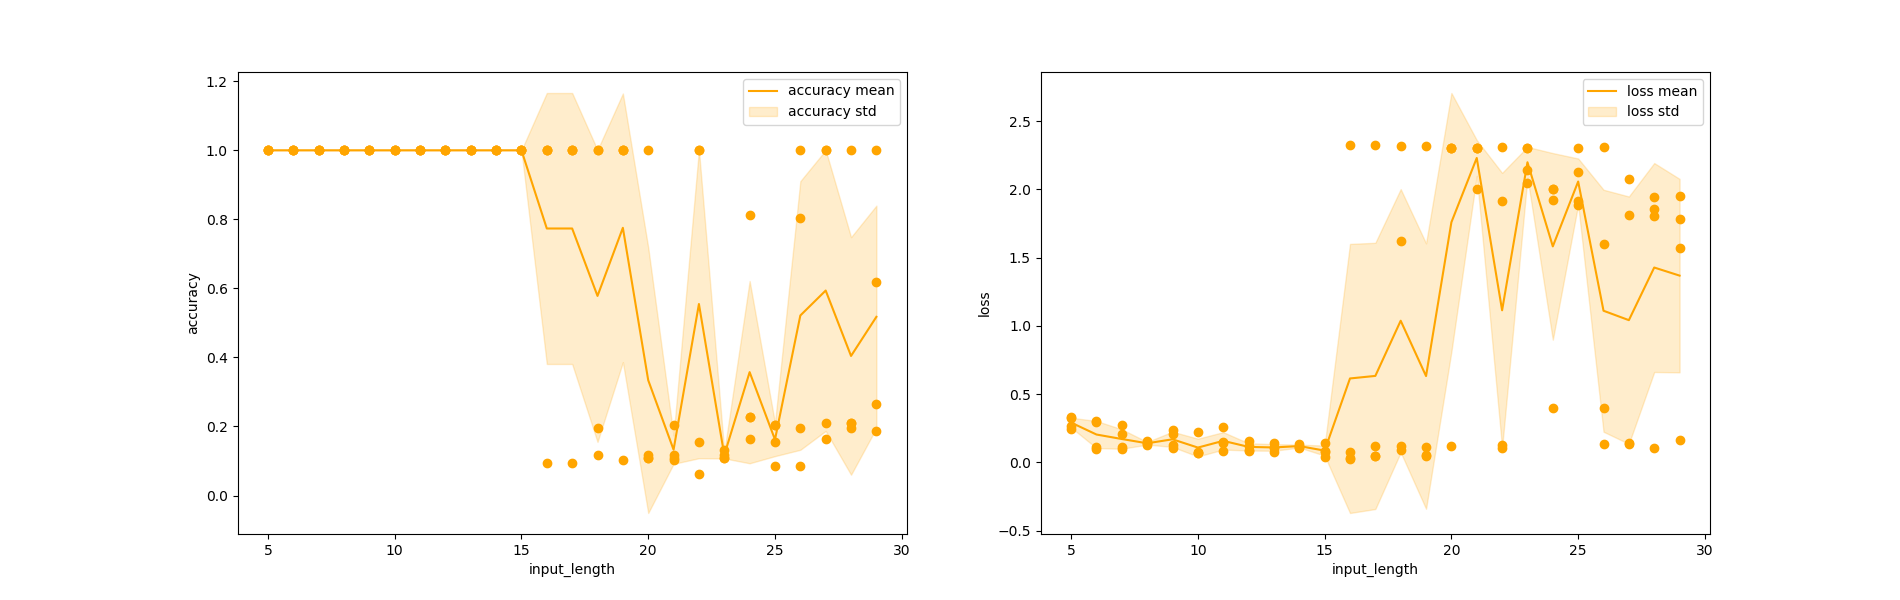 1.2
1.0
0.8
0.6
0.4
0.2
0.0
accuracy
accuracy mean
accuracy std
5 10 15 20 25 30
input_length
2.5
2.0
1.5
1.0
0.5
0.0
−0.5
loss
loss mean
loss std
5 10 15 20 25 30
input_length